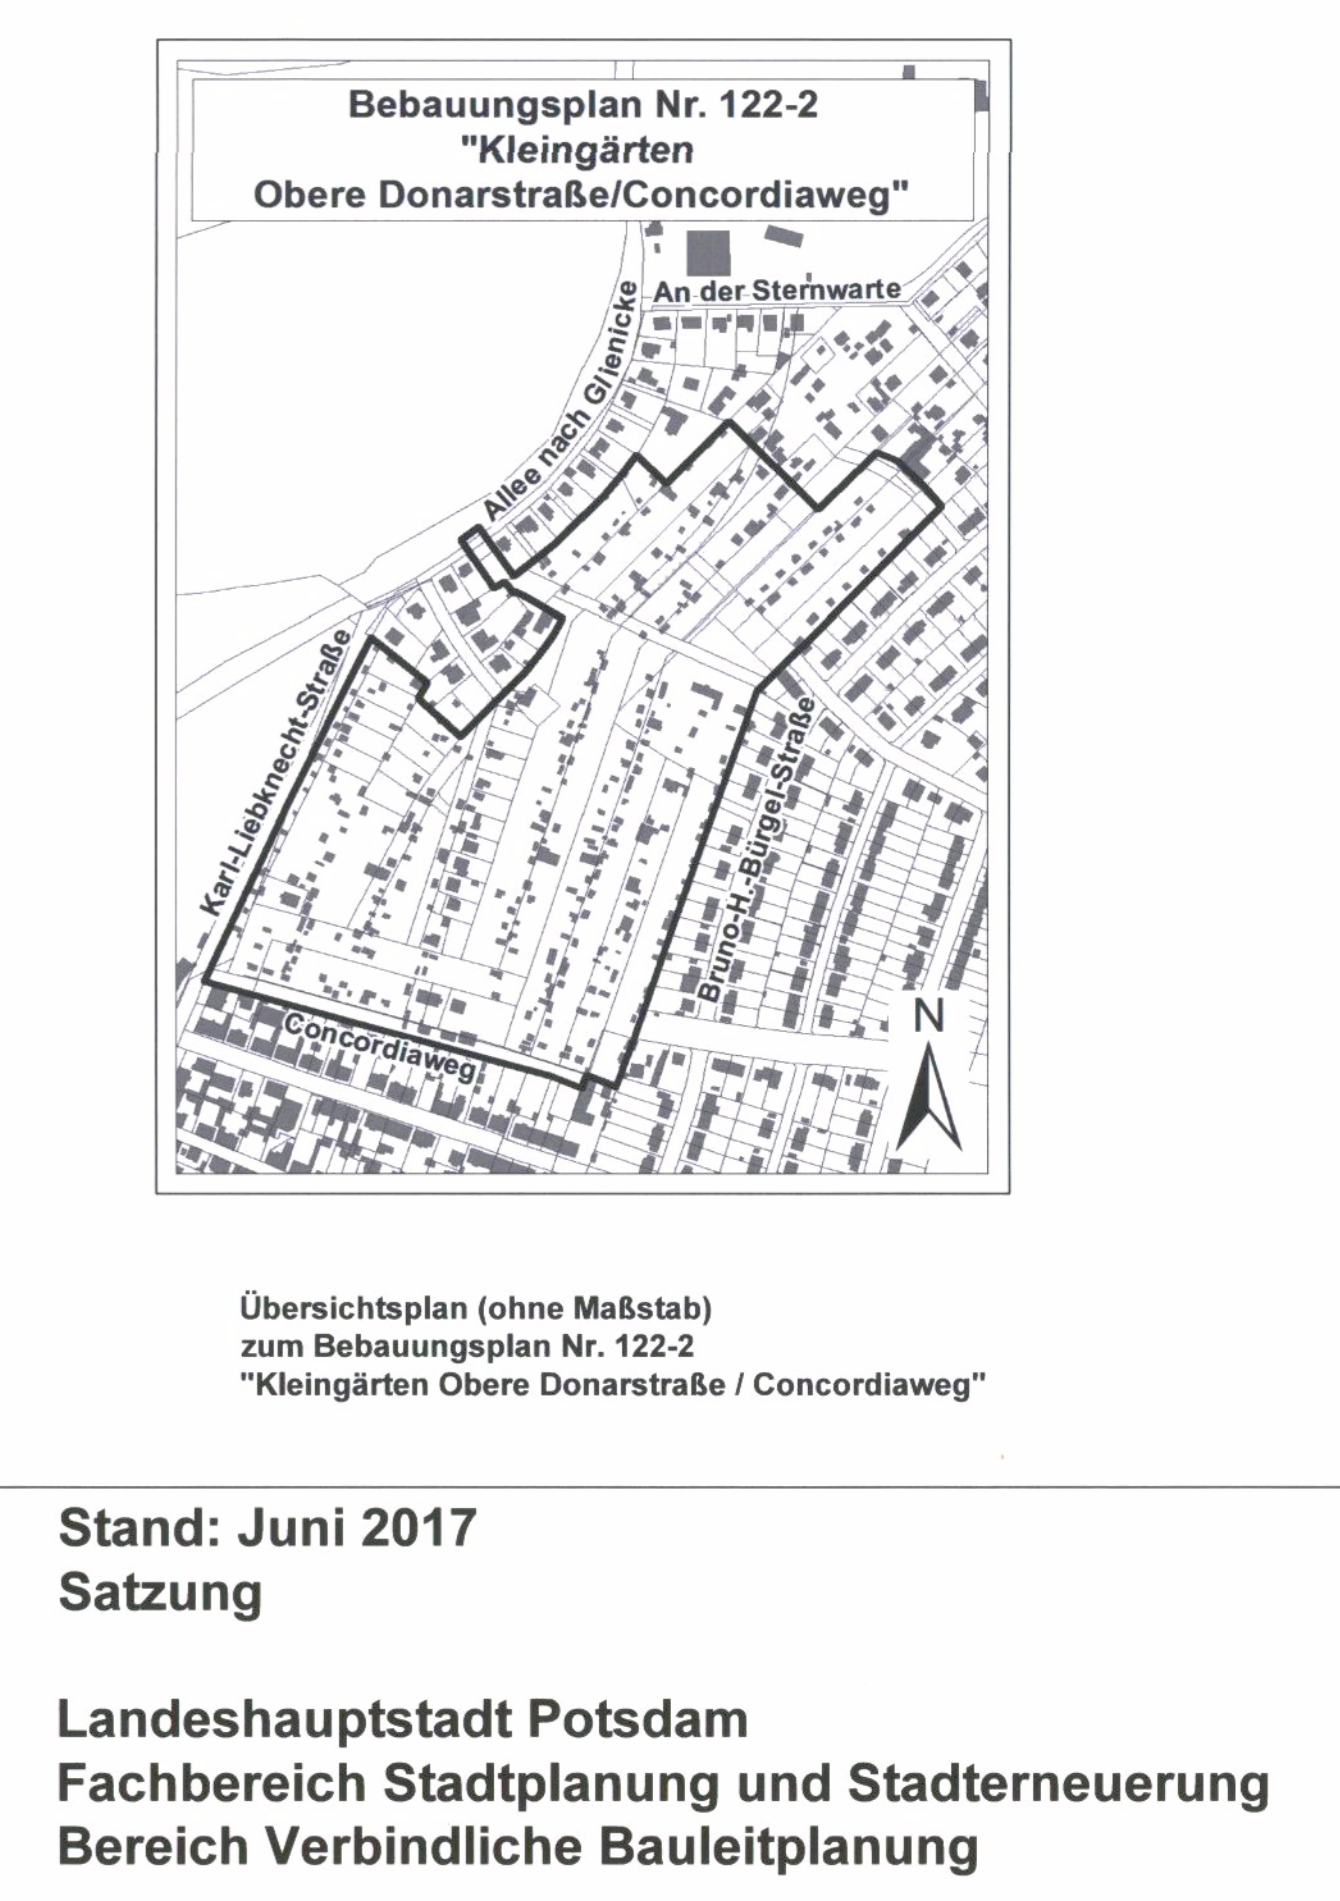 Bebauungsplan Nr. 122-2
"Kleingärten
Obere Donarstraße/Concordiaweg"
An der Sternwarte
Allee nach Glienicke
Karl-Liebknecht-Straße
Bruno-H.-Bürgel-Straße
Concordiaweg
N
Übersichtsplan (ohne Maßstab)
zum Bebauungsplan Nr. 122-2
"Kleingärten Obere Donarstraße / Concordiaweg"
Stand: Juni 2017
Satzung
Landeshauptstadt Potsdam
Fachbereich Stadtplanung und Stadterneuerung
Bereich Verbindliche Bauleitplanung